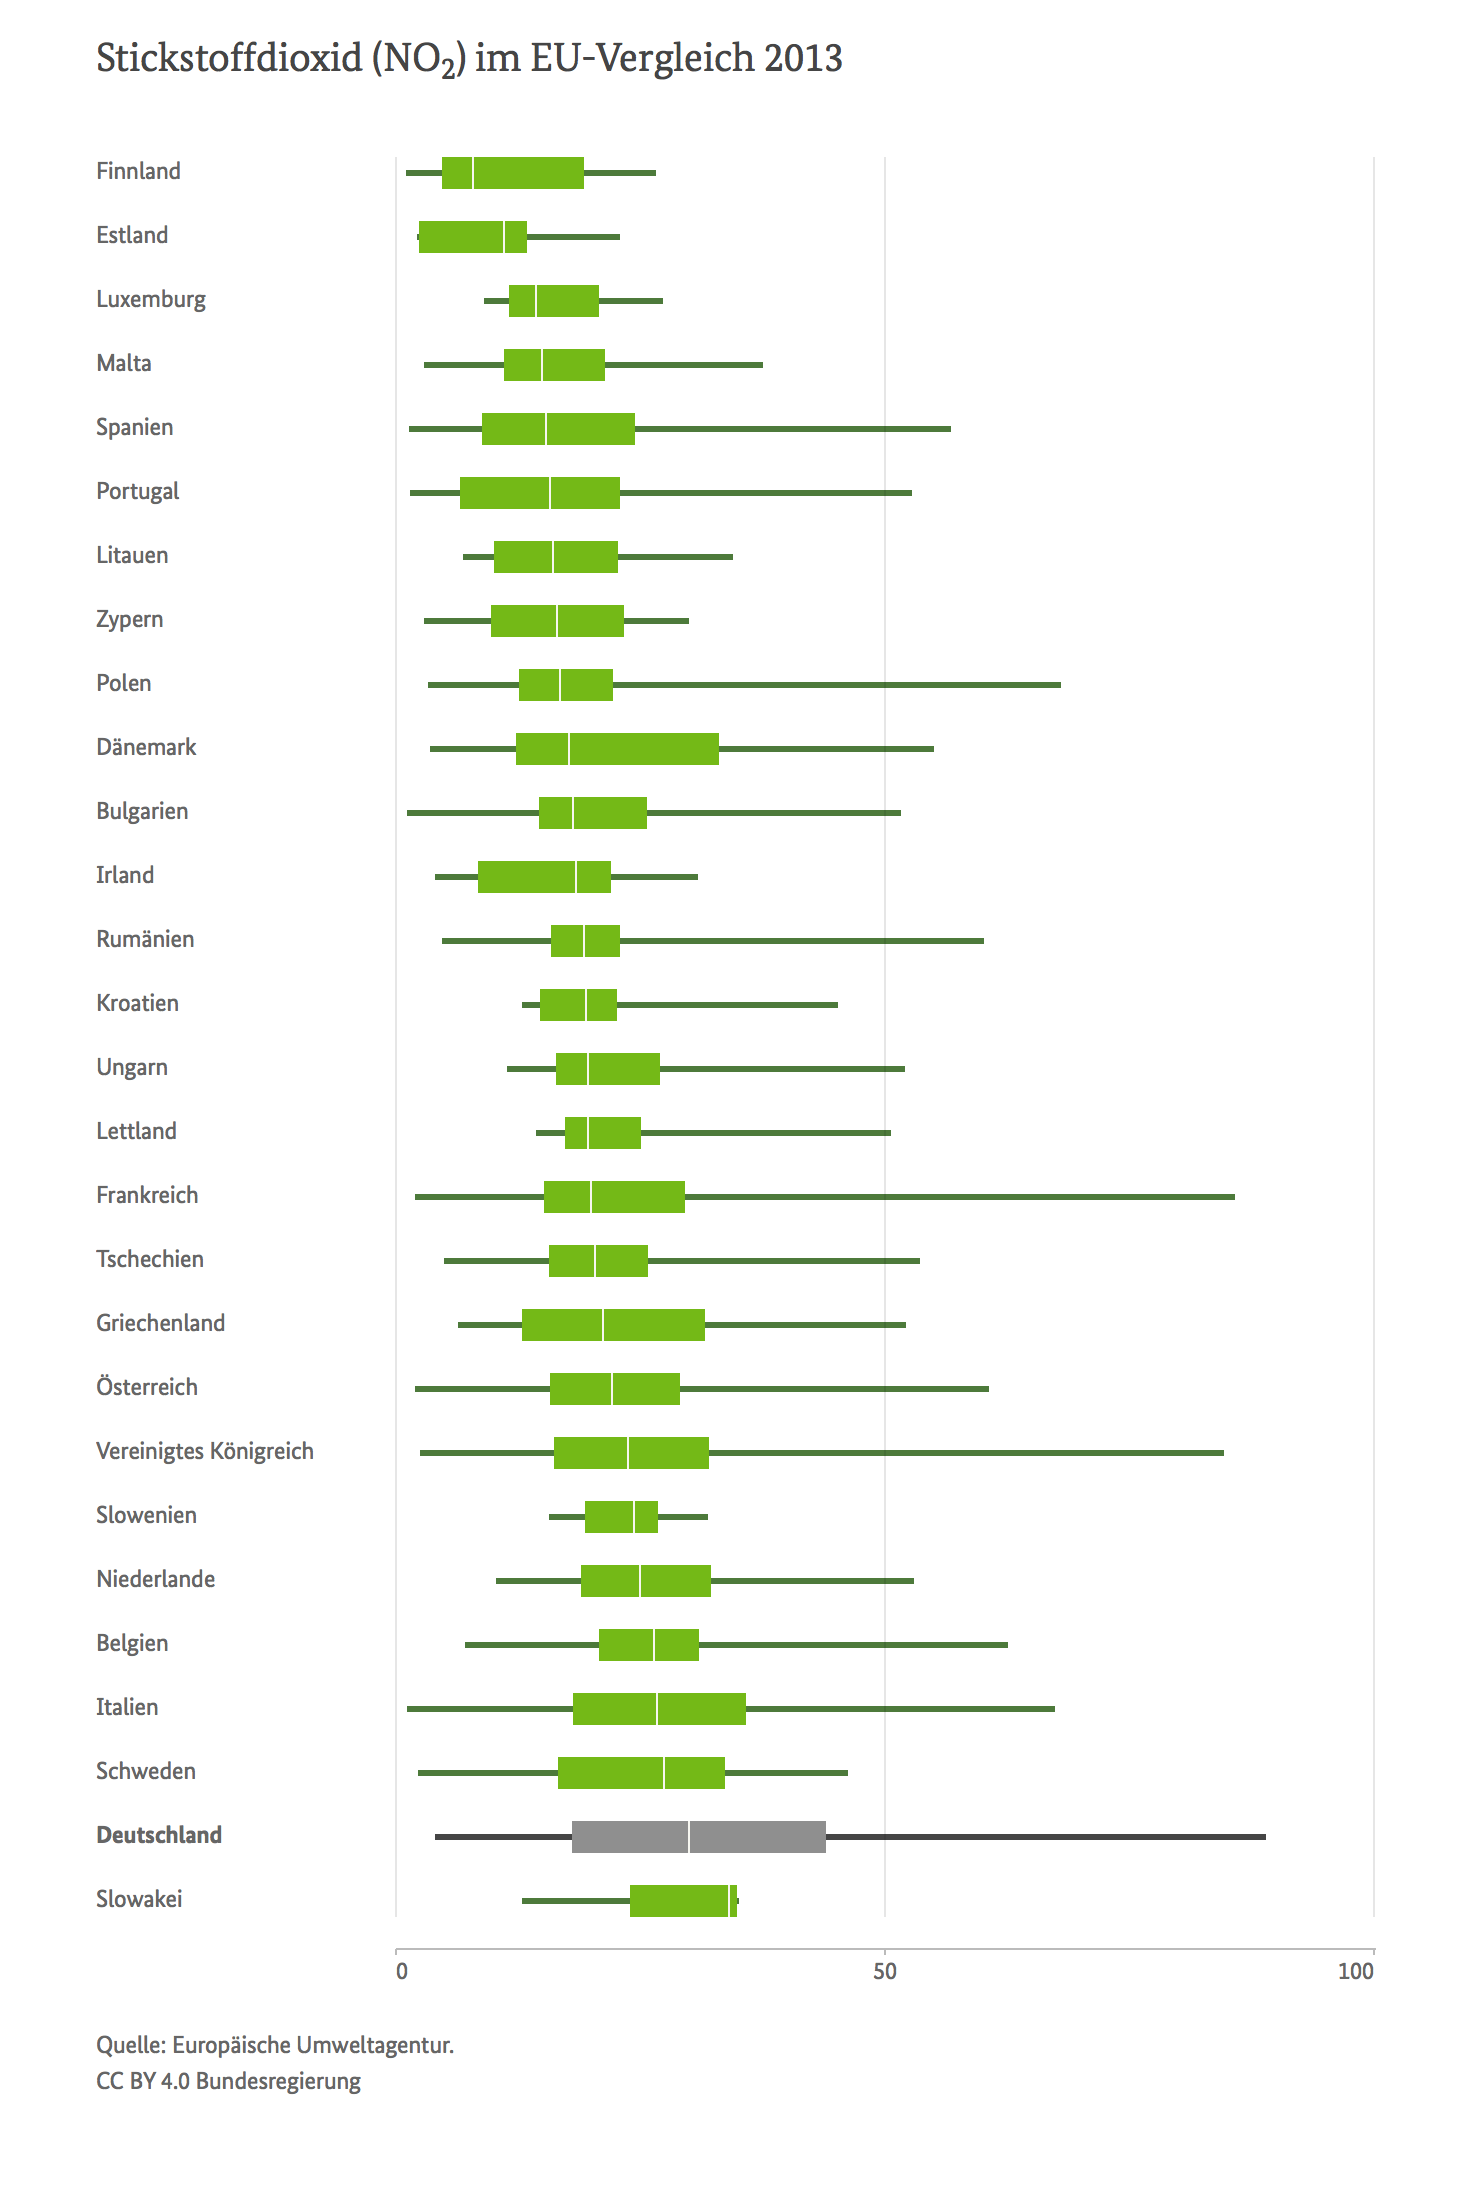 Stickstoffdioxid (NO₂) im EU-Vergleich 2013
Finnland
Estland
Luxemburg
Malta
Spanien
Portugal
Litauen
Zypern
Polen
Dänemark
Bulgarien
Irland
Rumänien
Kroatien
Ungarn
Lettland
Frankreich
Tschechien
Griechenland
Österreich
Vereinigtes Königreich
Slowenien
Niederlande
Belgien
Italien
Schweden
Deutschland
Slowakei
0 50 100
Quelle: Europäische Umweltagentur.
CC BY 4.0 Bundesregierung